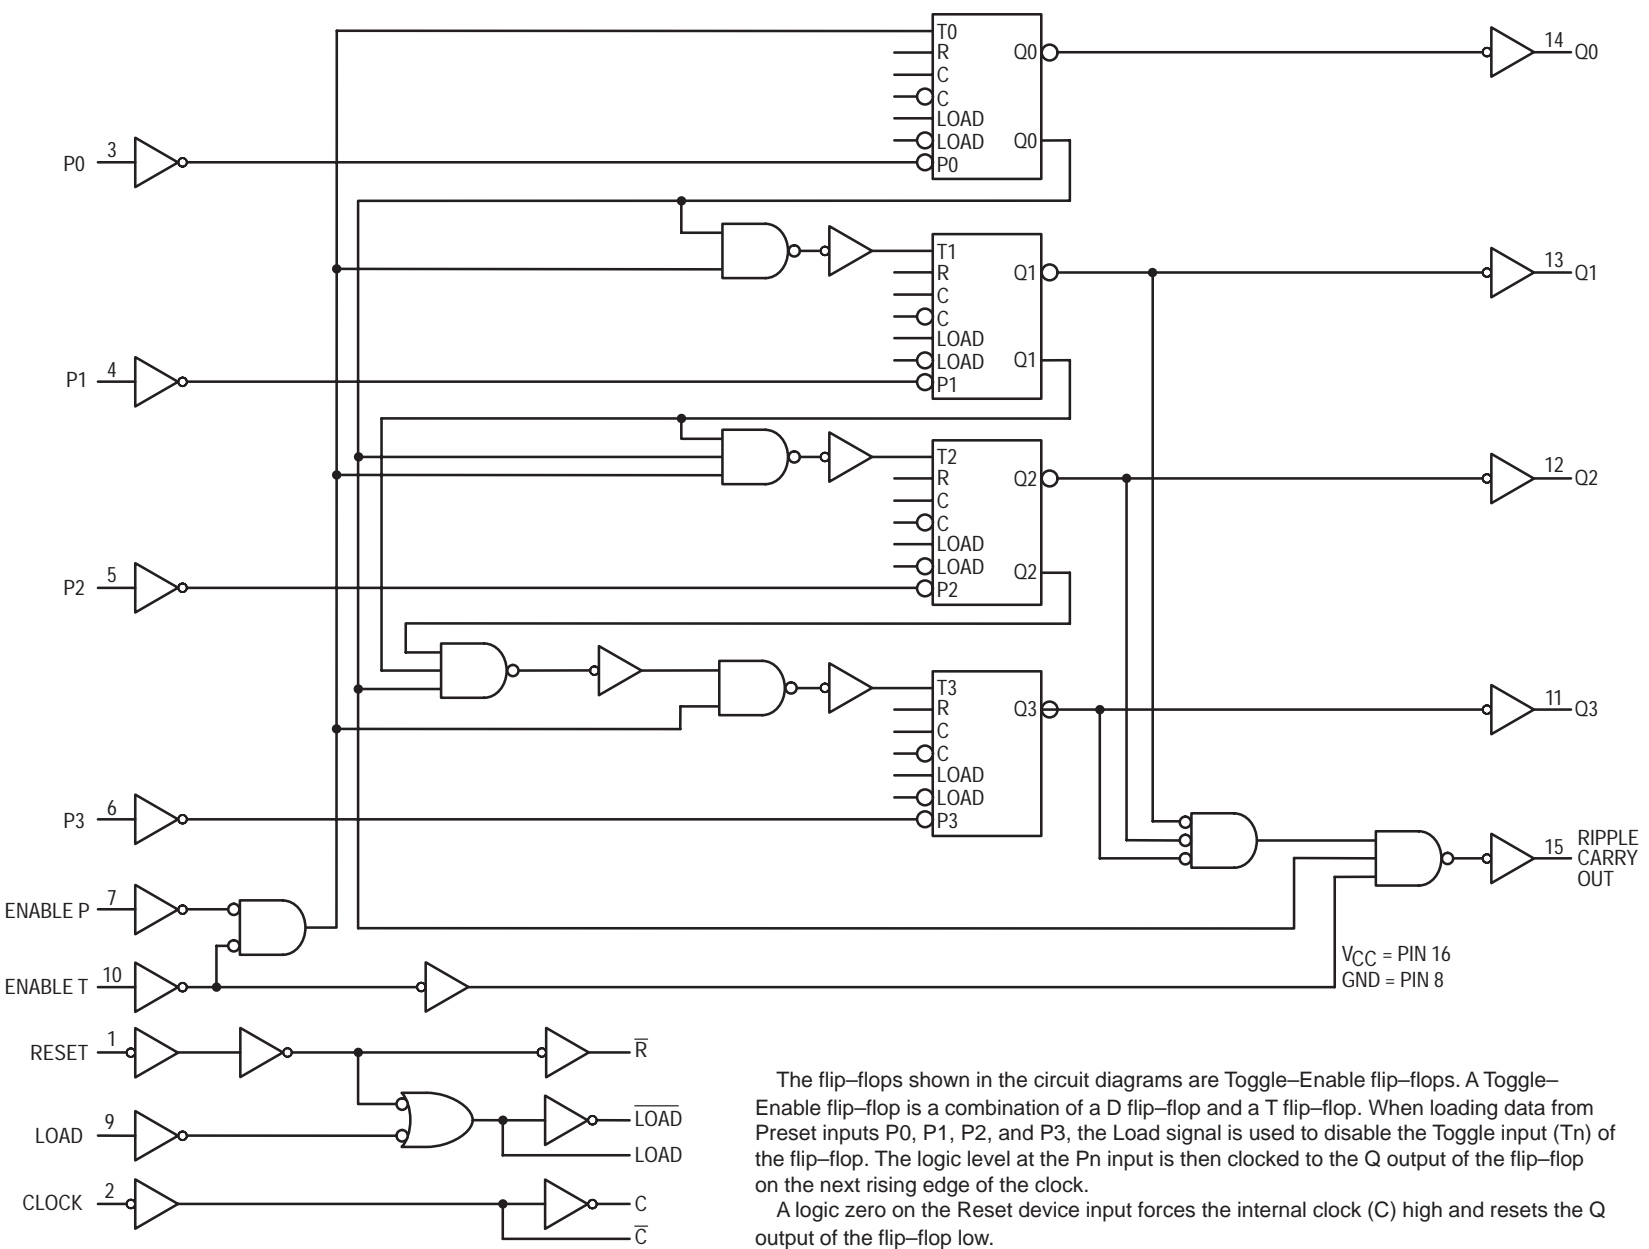 T0
R
C
C
LOAD
LOAD
P0
Q0
Q0
14 Q0
P0 3
T1
R
C
C
LOAD
LOAD
P1
Q1
Q1
13 Q1
P1 4
T2
R
C
C
LOAD
LOAD
P2
Q2
Q2
12 Q2
P2 5
T3
R
C
C
LOAD
LOAD
P3
Q3
11 Q3
P3 6
15 RIPPLE
CARRY
OUT
ENABLE P 7
ENABLE T 10
VCC = PIN 16
GND = PIN 8
RESET 1
R̅
LOAD 9
L̅O̅A̅D̅
LOAD
CLOCK 2
C
C̅
The flip–flops shown in the circuit diagrams are Toggle–Enable flip–flops. A Toggle–
Enable flip–flop is a combination of a D flip–flop and a T flip–flop. When loading data from
Preset inputs P0, P1, P2, and P3, the Load signal is used to disable the Toggle input (Tn) of
the flip–flop. The logic level at the Pn input is then clocked to the Q output of the flip–flop
on the next rising edge of the clock.
A logic zero on the Reset device input forces the internal clock (C) high and resets the Q
output of the flip–flop low.